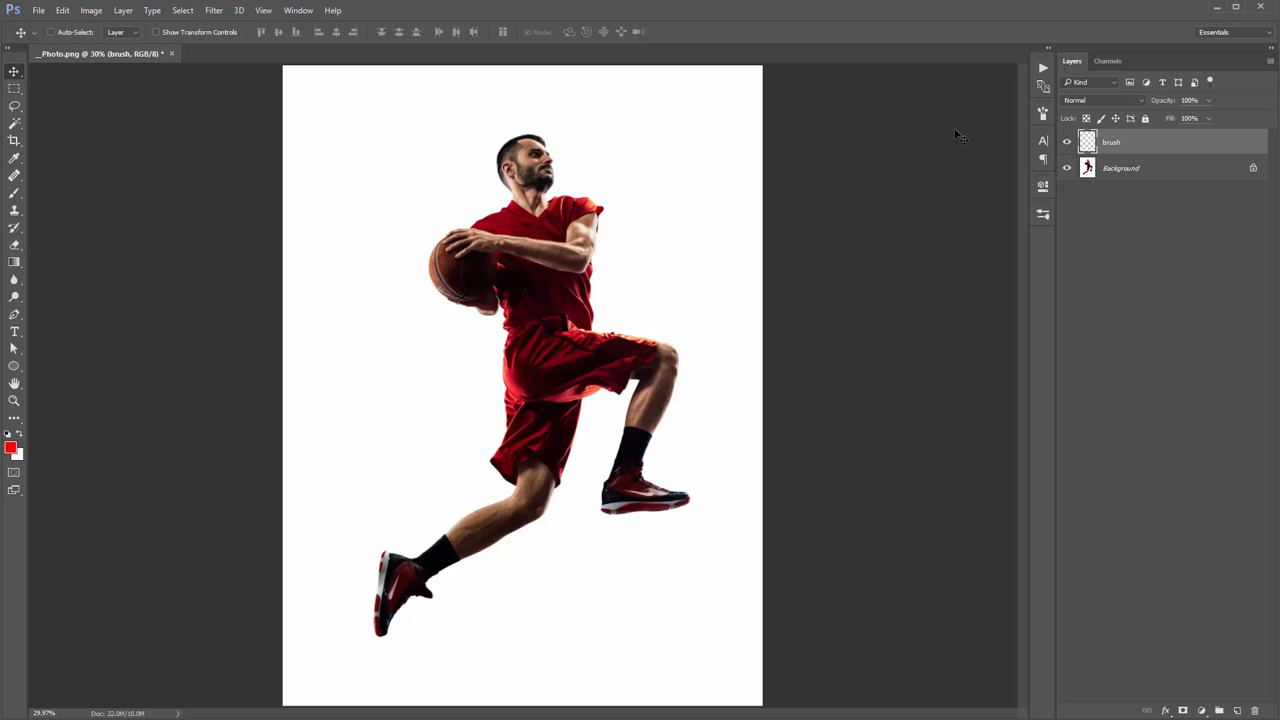 Ps File Edit Image Layer Type Select Filter 3D View Window Help
Auto-Select: Layer Show Transform Controls 3D Mode: Essentials
__Photo.png @ 30% (brush, RGB/8) * ×
Layers Channels
Kind
Normal Opacity: 100%
Lock: Fill: 100%
brush
Background
29.97% Doc: 22.0M/18.0M